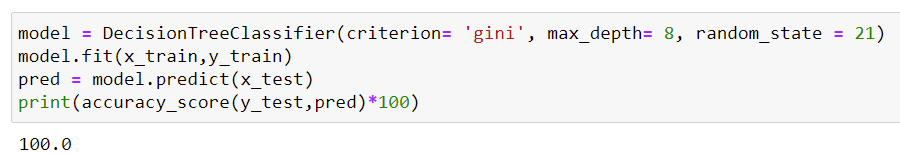 model = DecisionTreeClassifier(criterion= 'gini', max_depth= 8, random_state = 21)
model.fit(x_train,y_train)
pred = model.predict(x_test)
print(accuracy_score(y_test,pred)*100)
100.0